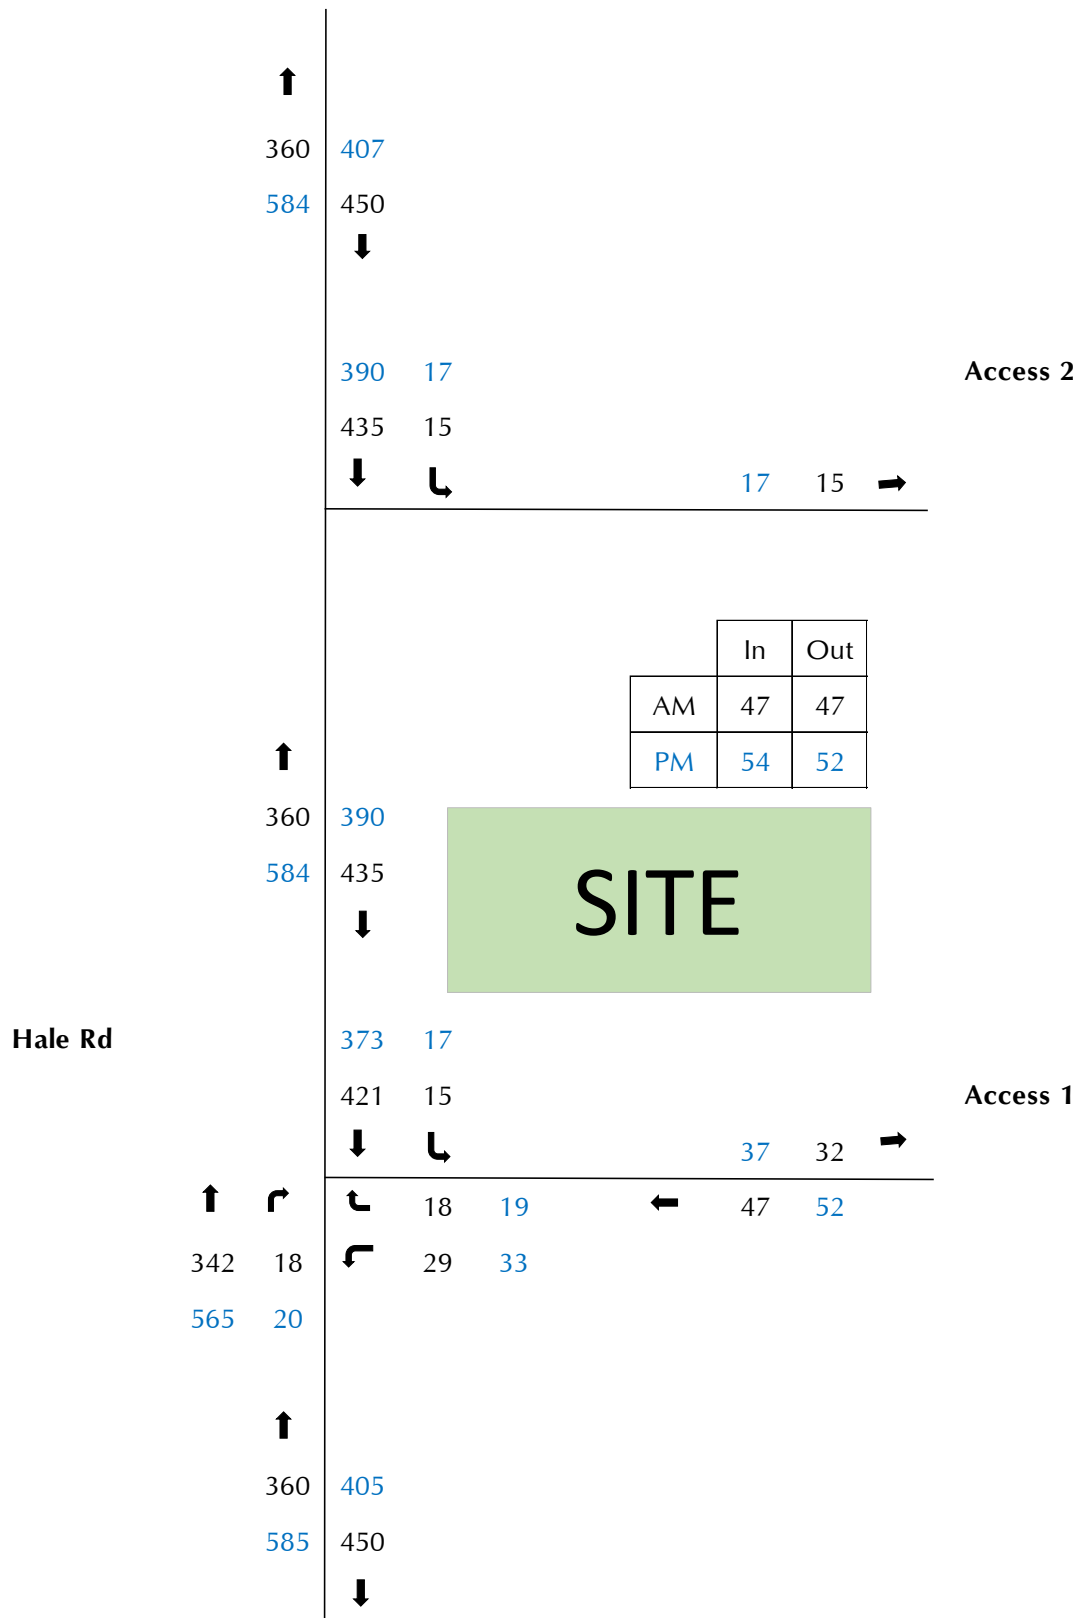 360 407
584 450
390 17 Access 2
435 15
17 15
In Out
AM 47 47
PM 54 52
360 390
584 435
SITE
Hale Rd 373 17
421 15 Access 1
37 32
18 19 47 52
342 18 29 33
565 20
360 405
585 450